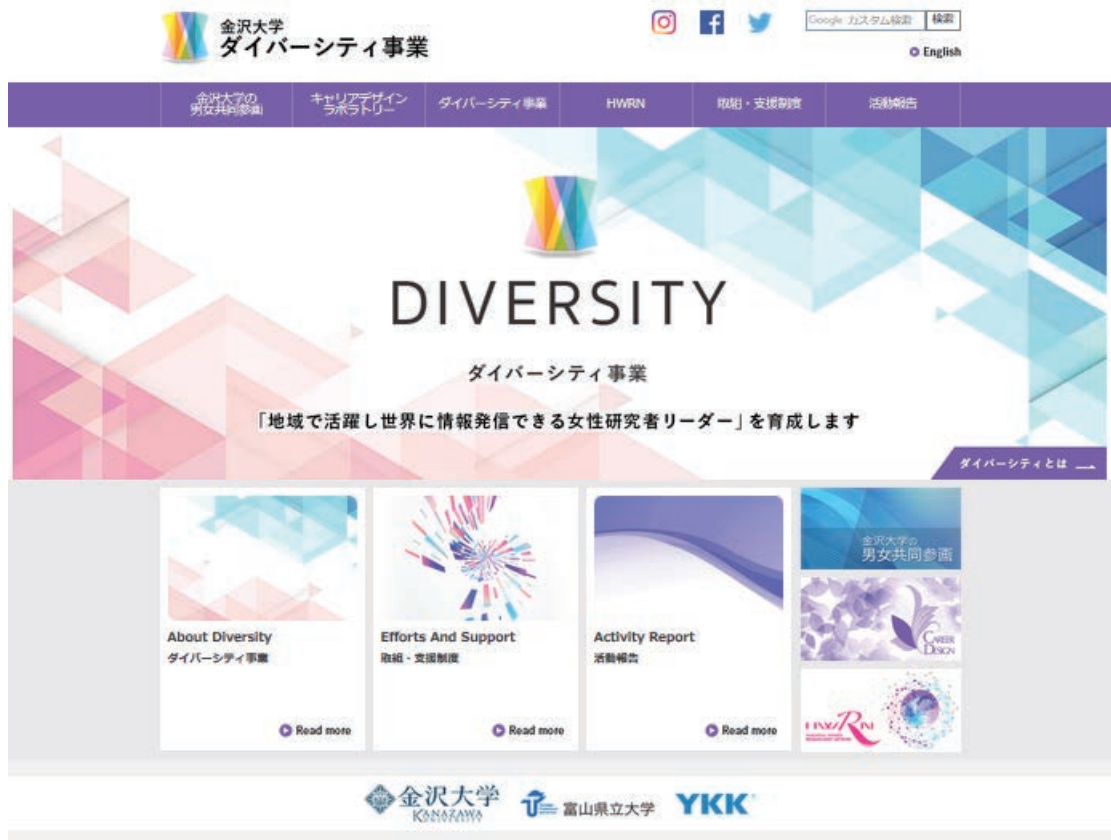 金沢大学
ダイバーシティ事業
Google カスタム検索 検索
English
金沢大学の
男女共同参画
キャリアデザイン
ラボラトリー
ダイバーシティ事業
HWRN
取組・支援制度
活動報告
DIVERSITY
ダイバーシティ事業
「地域で活躍し世界に情報発信できる女性研究者リーダー」を育成します
ダイバーシティとは
About Diversity
ダイバーシティ事業
Read more
Efforts And Support
取組・支援制度
Read more
Activity Report
活動報告
Read more
金沢大学の
男女共同参画
CAREER
DESIGN
金沢大学
KANAZAWA
UNIVERSITY
富山県立大学
YKK